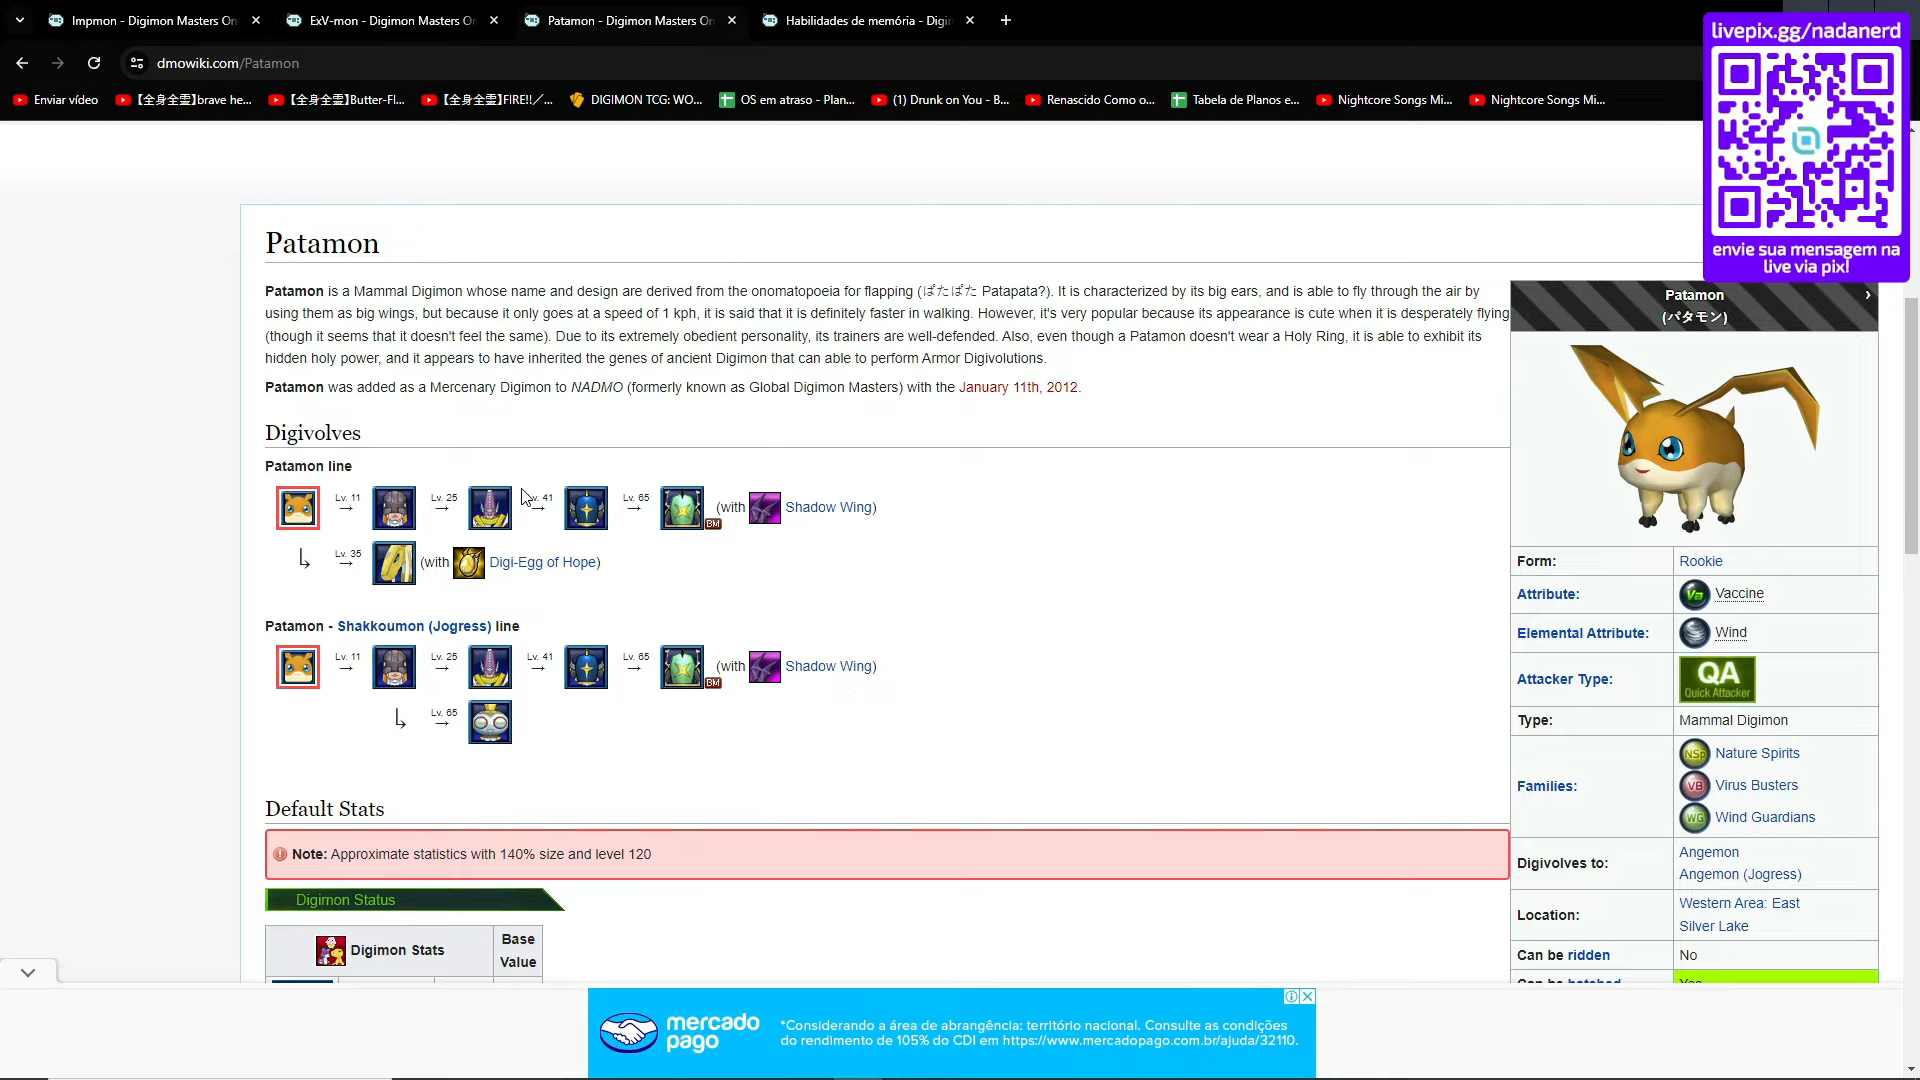 Impmon - Digimon Masters On
ExV-mon - Digimon Masters Or
Patamon - Digimon Masters On
Habilidades de memória - Digin
dmowiki.com/Patamon
Enviar vídeo
【全身全霊】brave he...
【全身全霊】Butter-Fl...
【全身全霊】FIRE!!／...
DIGIMON TCG: WO...
OS em atraso - Plan...
(1) Drunk on You - B...
Renascido Como o...
Tabela de Planos e...
Nightcore Songs Mi...
Nightcore Songs Mi...
livepix.gg/nadanerd
envie sua mensagem na
live via pix!
Patamon
Patamon is a Mammal Digimon whose name and design are derived from the onomatopoeia for flapping (ぱたぱた Patapata?). It is characterized by its big ears, and is able to fly through the air by
using them as big wings, but because it only goes at a speed of 1 kph, it is said that it is definitely faster in walking. However, it's very popular because its appearance is cute when it is desperately flying
(though it seems that it doesn't feel the same). Due to its extremely obedient personality, its trainers are well-defended. Also, even though a Patamon doesn't wear a Holy Ring, it is able to exhibit its
hidden holy power, and it appears to have inherited the genes of ancient Digimon that can able to perform Armor Digivolutions.
Patamon was added as a Mercenary Digimon to NADMO (formerly known as Global Digimon Masters) with the January 11th, 2012.
Digivolves
Patamon line
Lv. 11 → Lv. 25 → Lv. 41 → Lv. 65 → BM (with Shadow Wing)
↳ Lv. 35 → (with Digi-Egg of Hope)
Patamon - Shakkoumon (Jogress) line
Lv. 11 → Lv. 25 → Lv. 41 → Lv. 65 → BM (with Shadow Wing)
↳ Lv. 65 →
Default Stats
Note: Approximate statistics with 140% size and level 120
Digimon Status
Digimon Stats
Base
Value
Patamon
(パタモン)
Form: Rookie
Attribute: Va Vaccine
Elemental Attribute: Wind
Attacker Type: QA Quick Attacker
Type: Mammal Digimon
Families: NSp Nature Spirits
VB Virus Busters
WG Wind Guardians
Digivolves to: Angemon
Angemon (Jogress)
Location: Western Area: East
Silver Lake
Can be ridden No
Can be hatched Yes
mercado
pago
*Considerando a área de abrangência: território nacional. Consulte as condições
do rendimento de 105% do CDI em https://www.mercadopago.com.br/ajuda/32110.